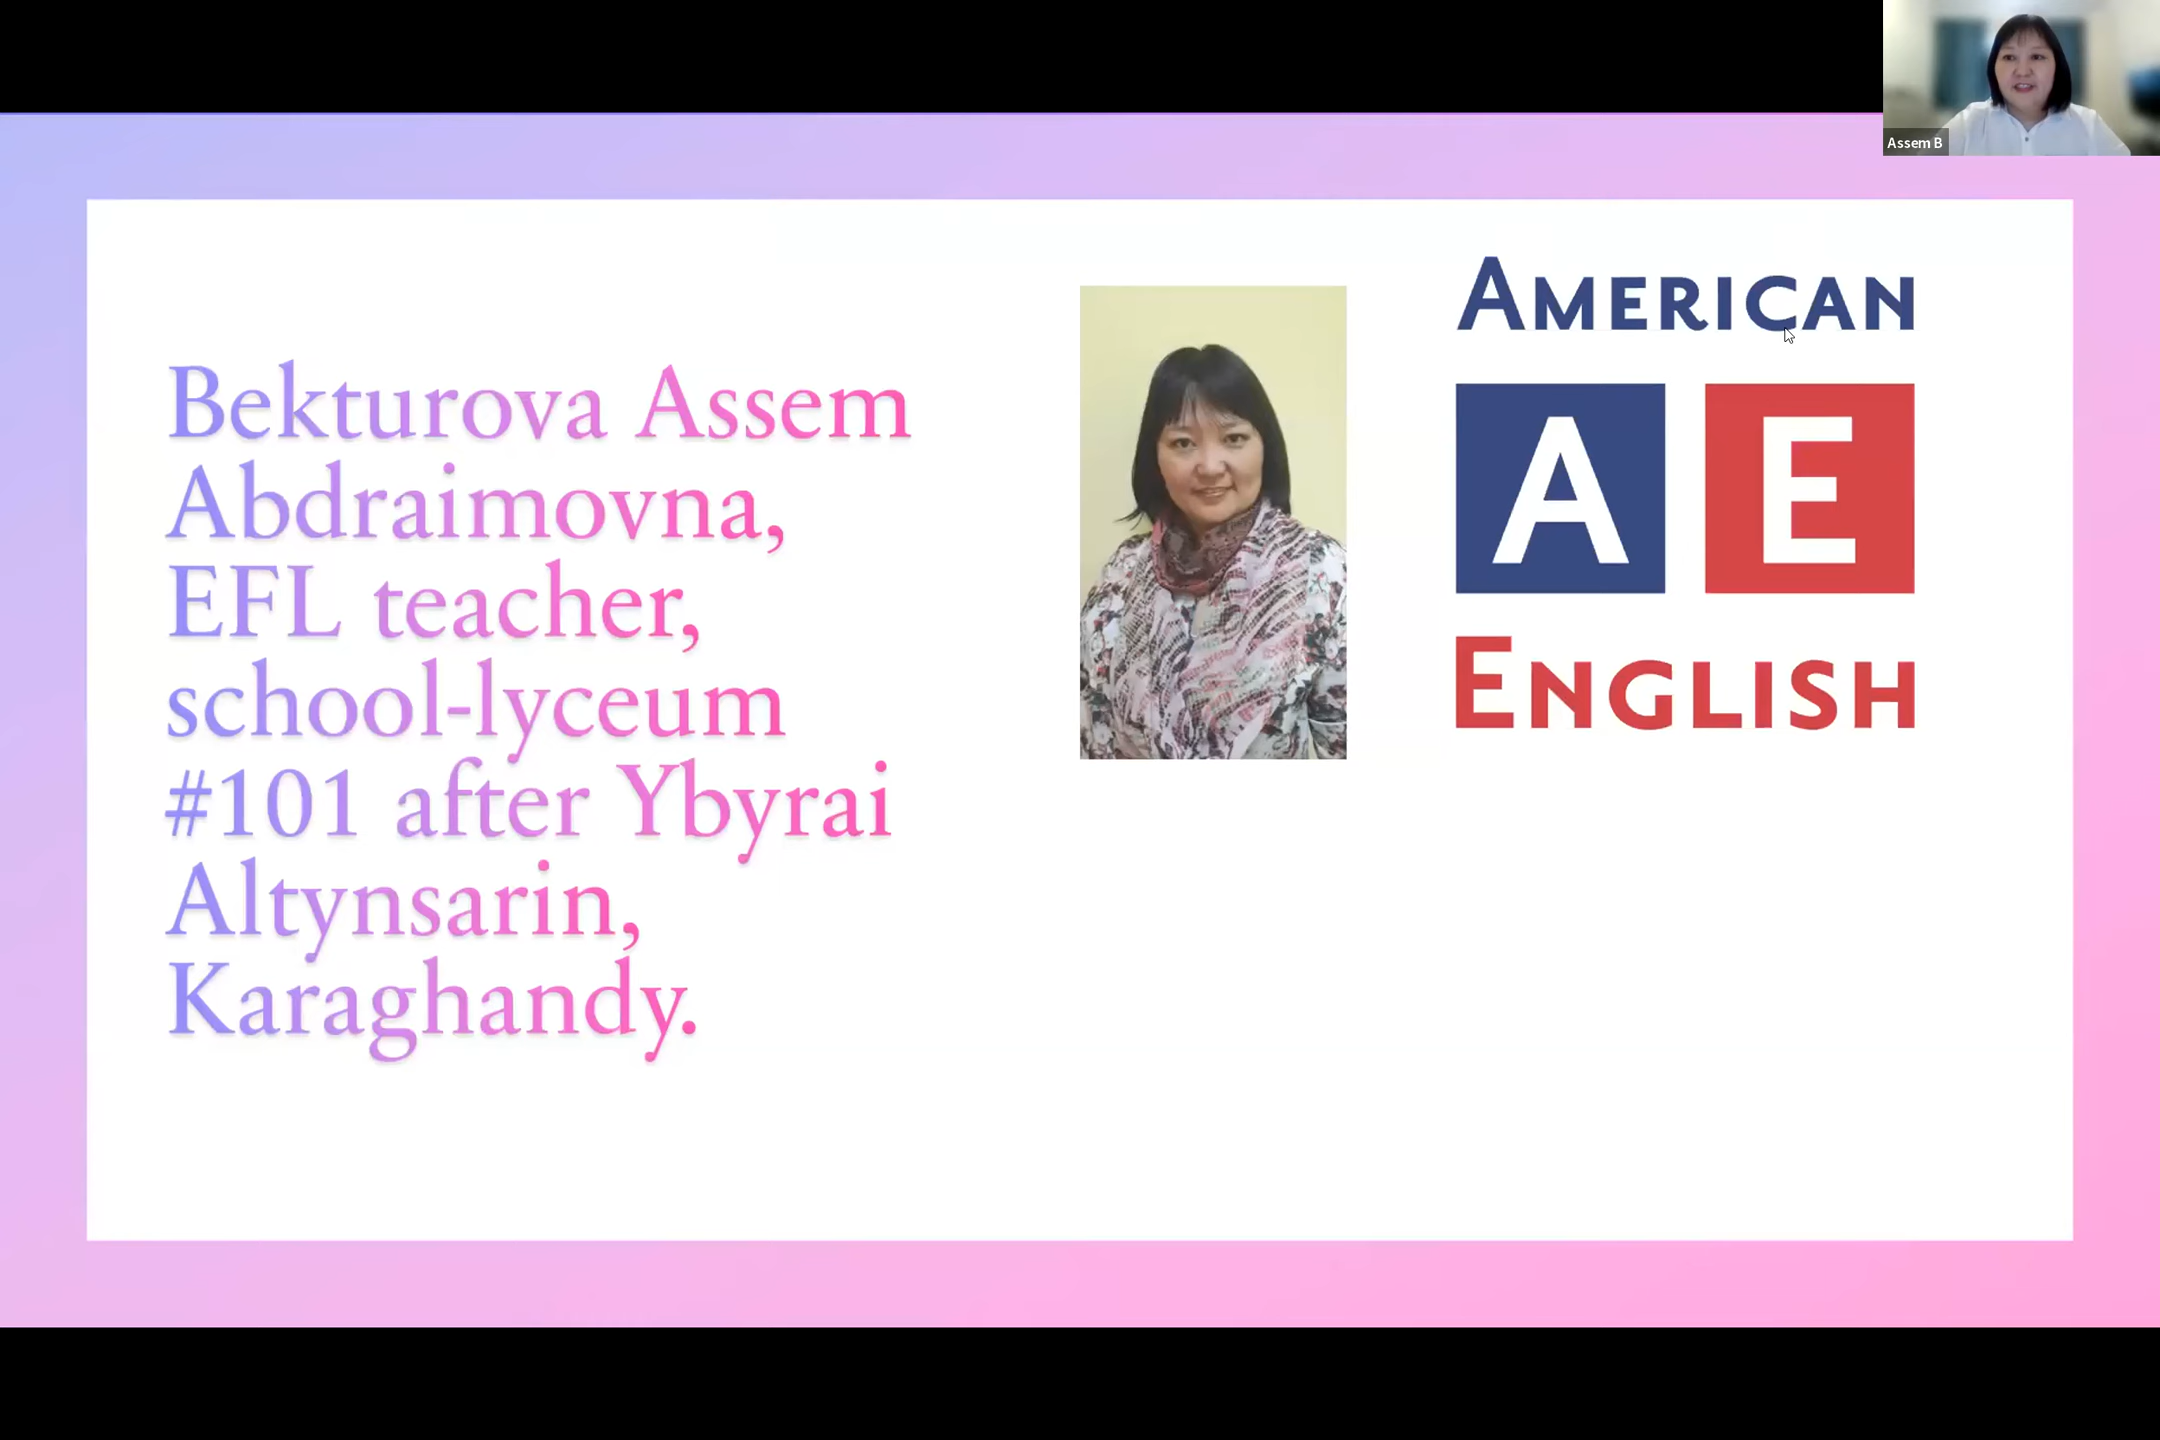 Assem B
Bekturova Assem
Abdraimovna,
EFL teacher,
school-lyceum
#101 after Ybyrai
Altynsarin,
Karaghandy.
AMERICAN
A E
ENGLISH